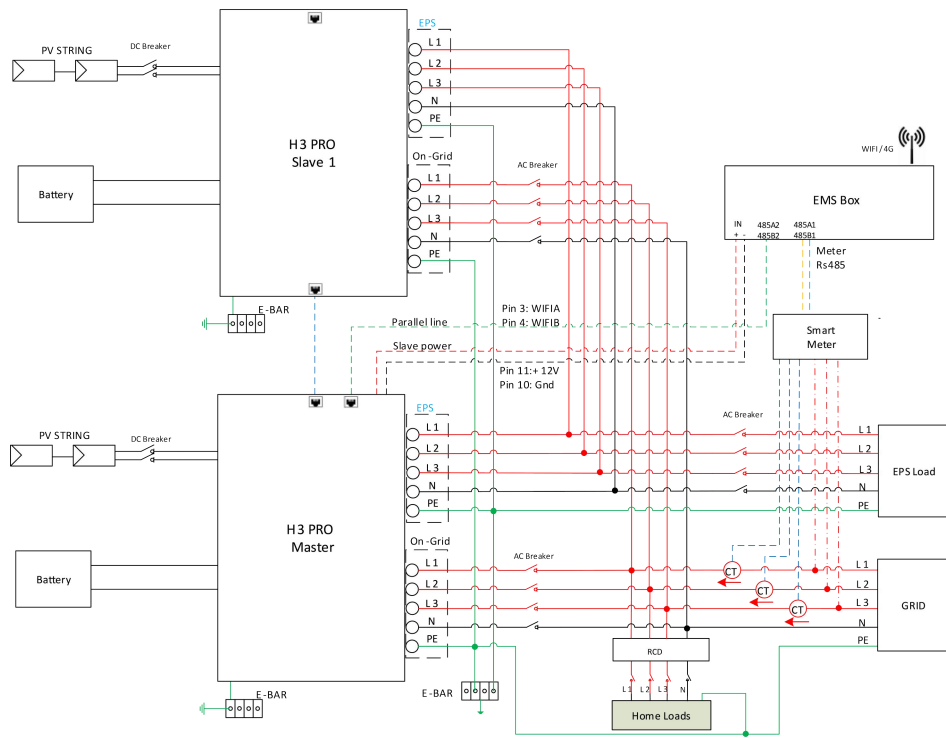 EPS
L1
L2
L3
N
PE
PV STRING
DC Breaker
H3 PRO
Slave 1
On-Grid
L1
L2
L3
N
PE
AC Breaker
Battery
WIFI/4G
EMS Box
IN
+ -
485A2
485B2
485A1
485B1
Meter
Rs485
E-BAR
Pin 3: WIFIA
Pin 4: WIFIB
Parallel line
Slave power
Pin 11:+ 12V
Pin 10: Gnd
Smart
Meter
-
EPS
L1
L2
L3
N
PE
AC Breaker
L1
L2
L3
N
PE
EPS Load
PV STRING
DC Breaker
H3 PRO
Master
On-Grid
L1
L2
L3
N
PE
AC Breaker
Battery
CT
CT
CT
L1
L2
L3
N
PE
GRID
RCD
L1
L2
L3
N
Home Loads
E-BAR
E-BAR